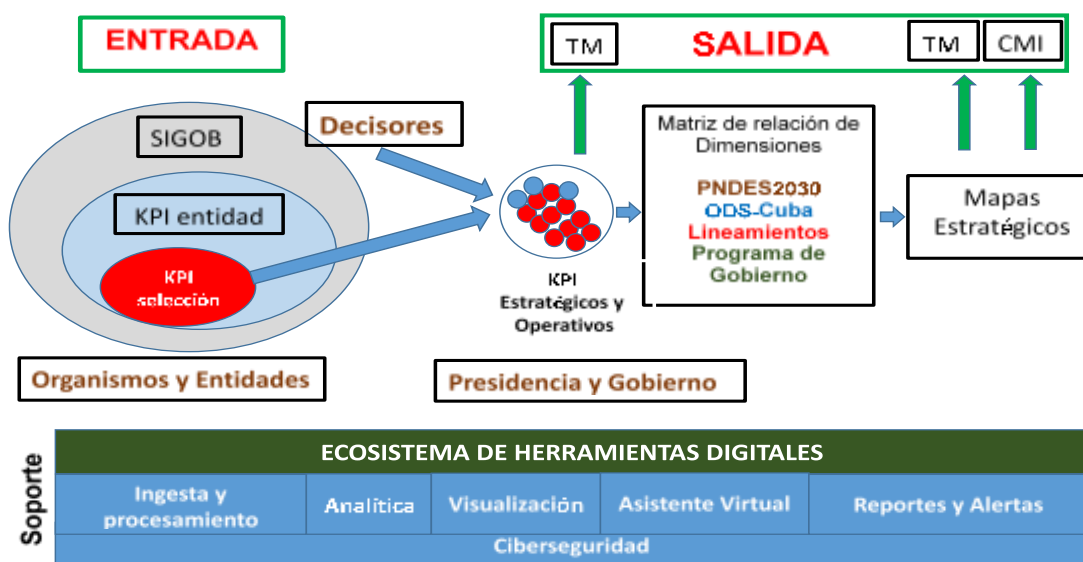 ENTRADA
TM
SALIDA
TM
CMI
SIGOB
Decisores
KPI entidad
KPI
selección
KPI
Estratégicos y
Operativos
Matriz de relación de
Dimensiones
PNDES2030
ODS-Cuba
Lineamientos
Programa de
Gobierno
Mapas
Estratégicos
Organismos y Entidades
Presidencia y Gobierno
Soporte
ECOSISTEMA DE HERRAMIENTAS DIGITALES
Ingesta y
procesamiento
Analítica
Visualización
Asistente Virtual
Reportes y Alertas
Ciberseguridad